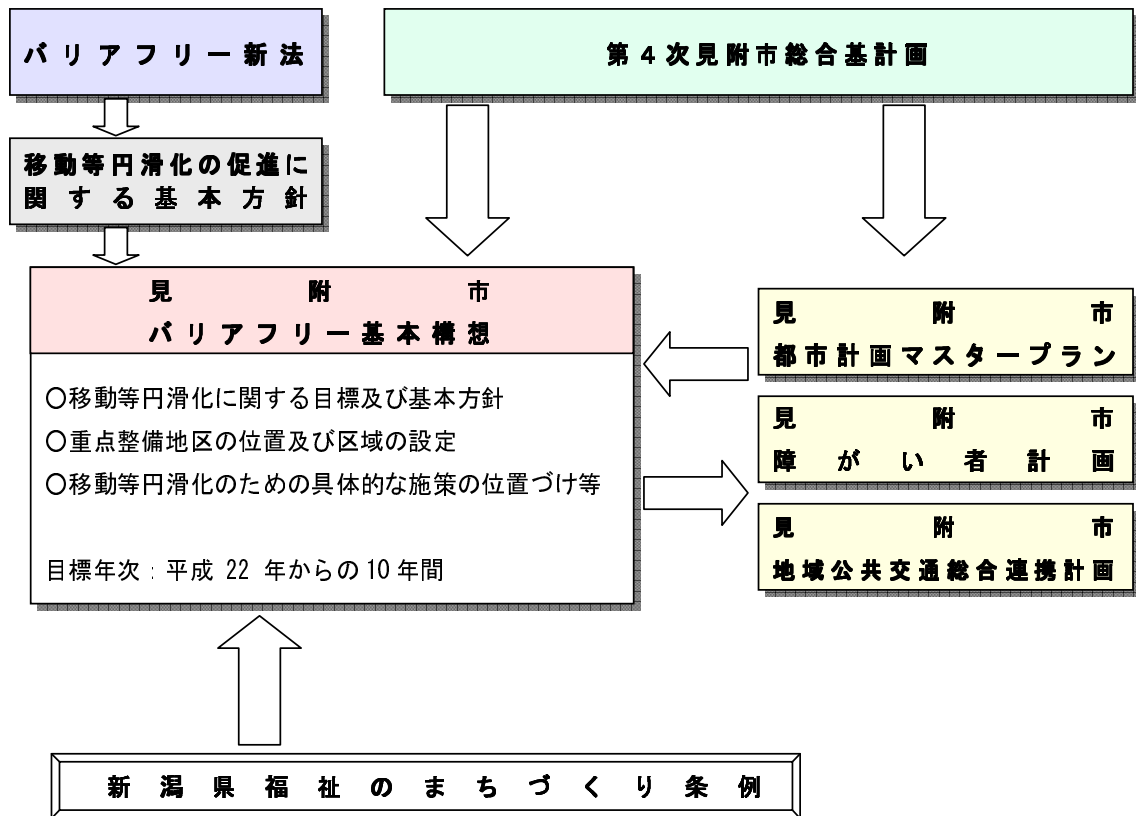 バリアフリー新法
第4次見附市総合基計画
移動等円滑化の促進に
関する基本方針
見附市
バリアフリー基本構想
○移動等円滑化に関する目標及び基本方針
○重点整備地区の位置及び区域の設定
○移動等円滑化のための具体的な施策の位置づけ等
目標年次：平成 22 年からの 10 年間
見附市
都市計画マスタープラン
見附市
障がい者計画
見附市
地域公共交通総合連携計画
新潟県福祉のまちづくり条例